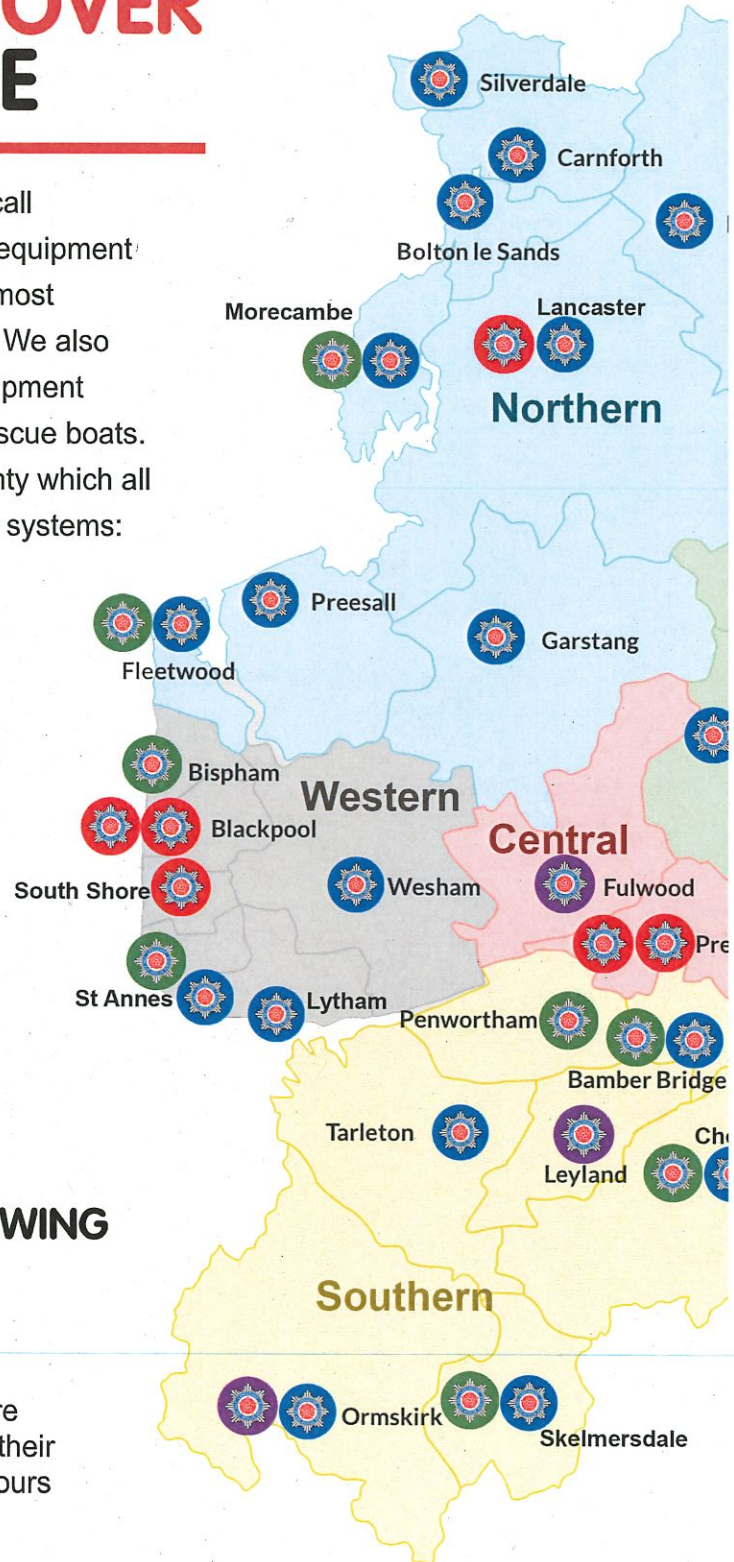 OVER
E
call
equipment
most
We also
pment
scue boats.
nty which all
systems:
Silverdale
Carnforth
Bolton le Sands
Morecambe
Lancaster
Northern
Preesall
Fleetwood
Garstang
Bispham
Western
Blackpool
Central
South Shore
Wesham
Fulwood
Pre
St Annes
Lytham
Penwortham
Bamber Bridge
Tarleton
Leyland
Cho
WING
Southern
Ormskirk
Skelmersdale
re
their
ours